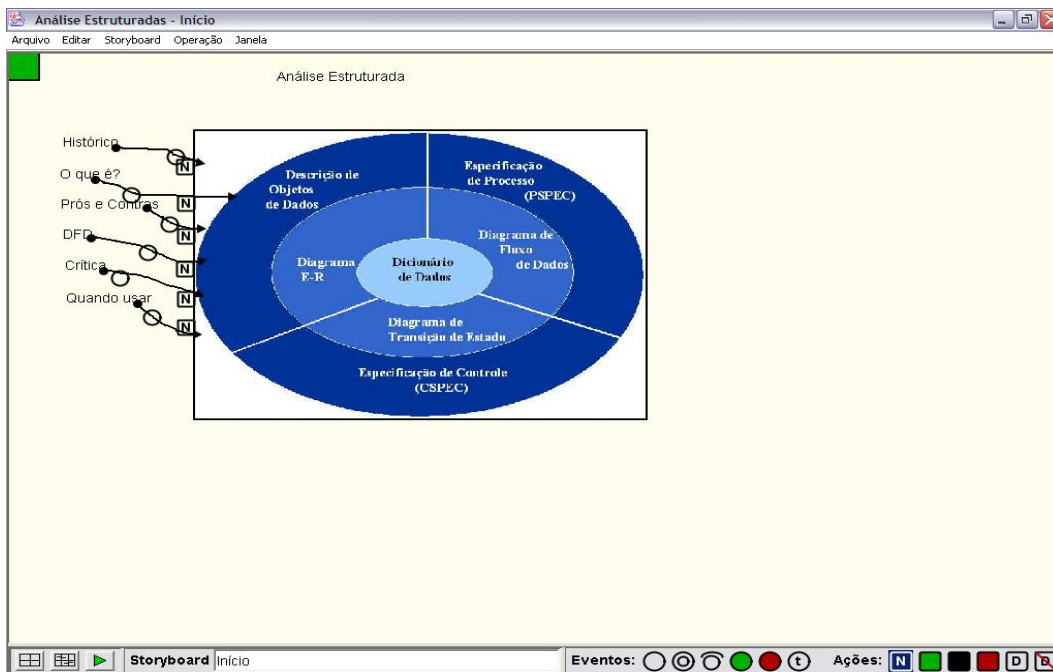 Análise Estruturadas - Início
Arquivo Editar Storyboard Operação Janela
Análise Estruturada
Histórico
N
O que é?
N
Prós e Contras
N
DFD
N
Crítica
N
Quando usar
N
Descrição de
Objetos
de Dados
Especificação
de Processo
(PSPEC)
Diagrama
E-R
Dicionário
de Dados
Diagrama de
Fluxo
de Dados
Diagrama de
Transição de Estado
Especificação de Controle
(CSPEC)
Storyboard Início
Eventos: t Ações: N D D